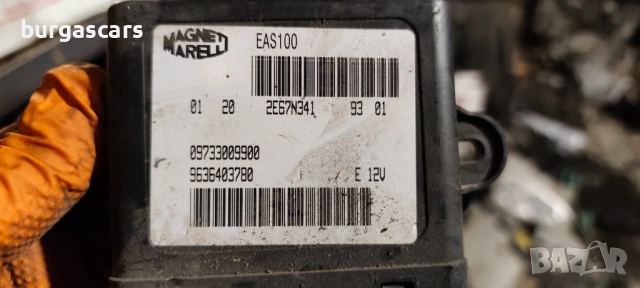 burgascars
MAGNETI
MARELLI
EAS100
01 20 2E67N341 93 01
09733009900
9636403780 E 12V
BAZAR